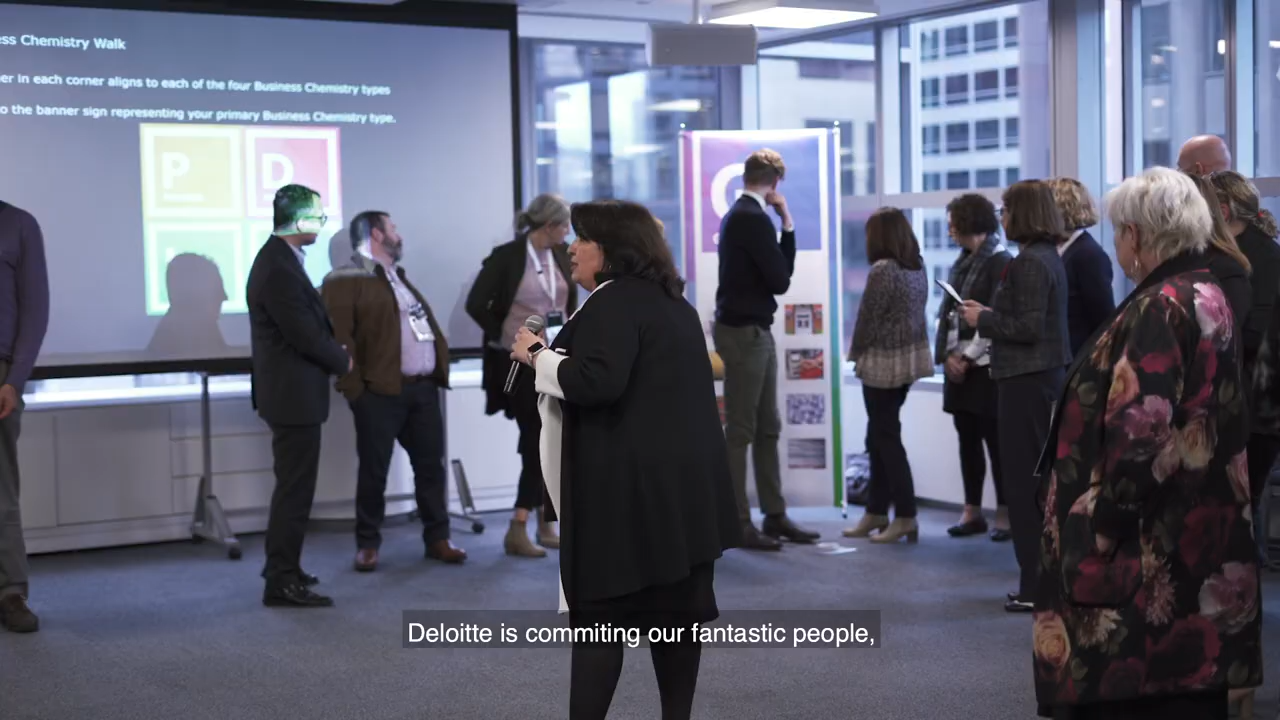 ess Chemistry Walk
er in each corner aligns to each of the four Business Chemistry types
o the banner sign representing your primary Business Chemistry type.
P D
Deloitte is commiting our fantastic people,